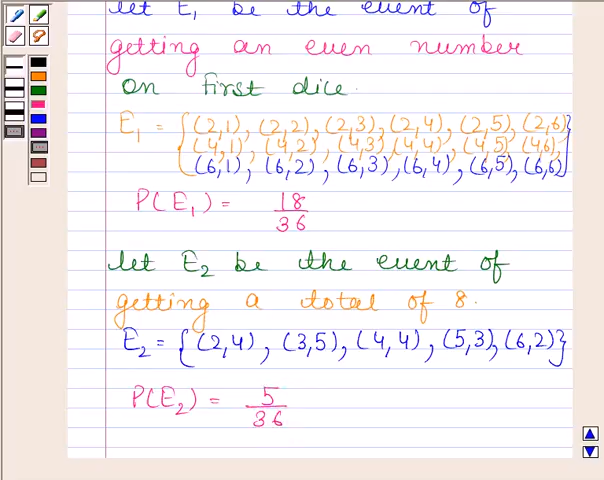 let E₁ be the event of
getting an even number
on first dice.
E₁ = {(2,1), (2,2), (2,3), (2,4), (2,5), (2,6)
(4,1), (4,2), (4,3), (4,4), (4,5), (4,6),
(6,1), (6,2), (6,3), (6,4), (6,5), (6,6)}
P(E₁) = 18/36
let E₂ be the event of
getting a total of 8.
E₂ = {(2,4), (3,5), (4,4), (5,3), (6,2)}
P(E₂) = 5/36